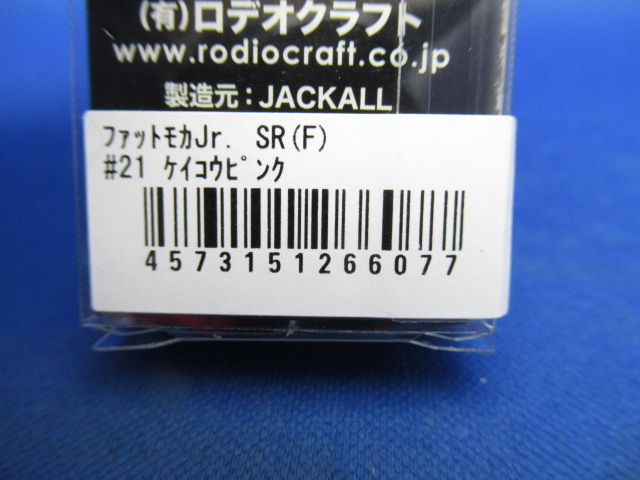 (有)ロデオクラフト
www.rodiocraft.co.jp
製造元：JACKALL
ﾌｧｯﾄﾓｶJr. SR(F)
#21 ｹｲｺｳﾋﾟﾝｸ
4573151266077